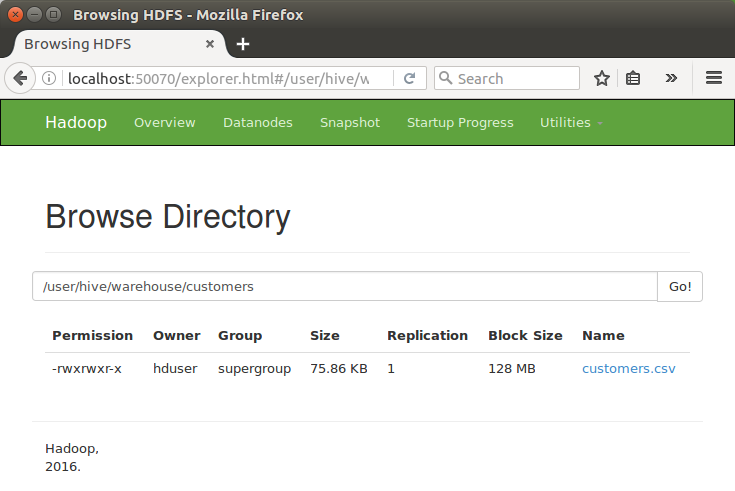 Browsing HDFS - Mozilla Firefox
Browsing HDFS
localhost:50070/explorer.html#/user/hive/w
Search
Hadoop Overview Datanodes Snapshot Startup Progress Utilities
Browse Directory
/user/hive/warehouse/customers Go!
Permission Owner Group Size Replication Block Size Name
-rwxrwxr-x hduser supergroup 75.86 KB 1 128 MB customers.csv
Hadoop,
2016.